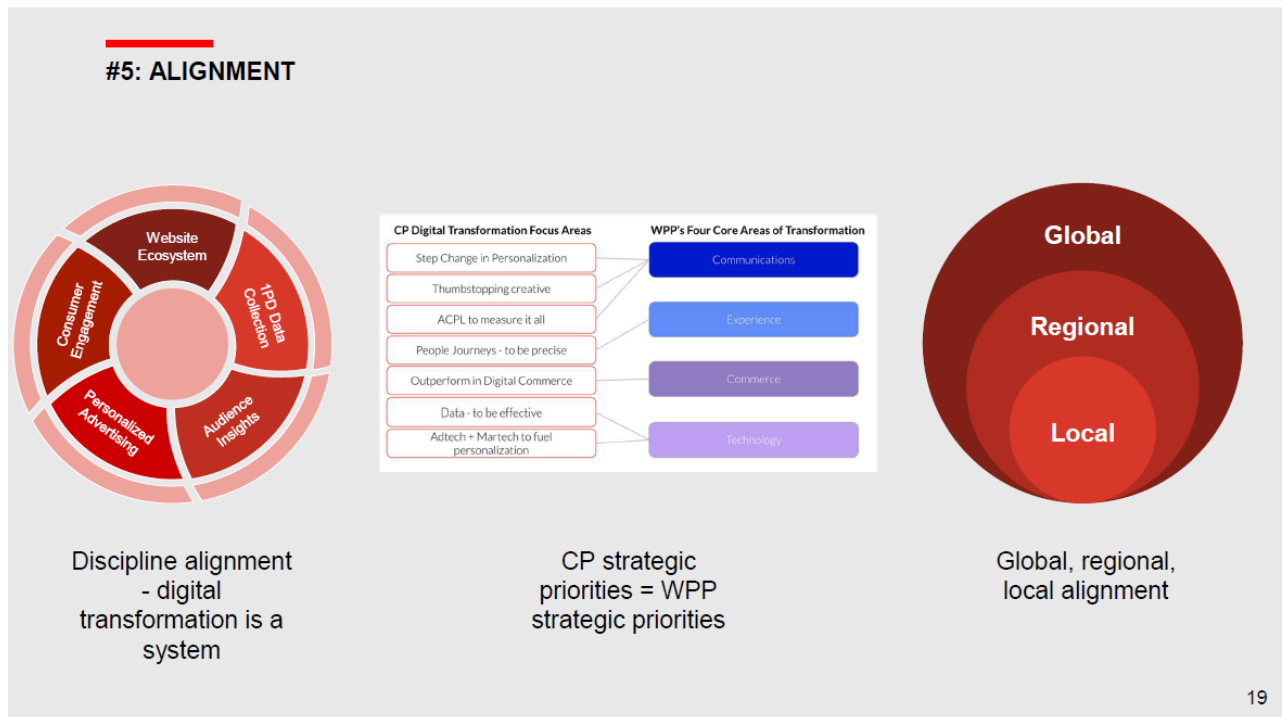 #5: ALIGNMENT
Website
Ecosystem
1PD Data
Collection
Audience
Insights
Personalized
Advertising
Consumer
Engagement
Discipline alignment
- digital
transformation is a
system
CP Digital Transformation Focus Areas
Step Change in Personalization
Thumbstopping creative
ACPL to measure it all
People Journeys - to be precise
Outperform in Digital Commerce
Data - to be effective
Adtech + Martech to fuel
personalization
WPP's Four Core Areas of Transformation
Communications
Experience
Commerce
Technology
CP strategic
priorities = WPP
strategic priorities
Global
Regional
Local
Global, regional,
local alignment
19